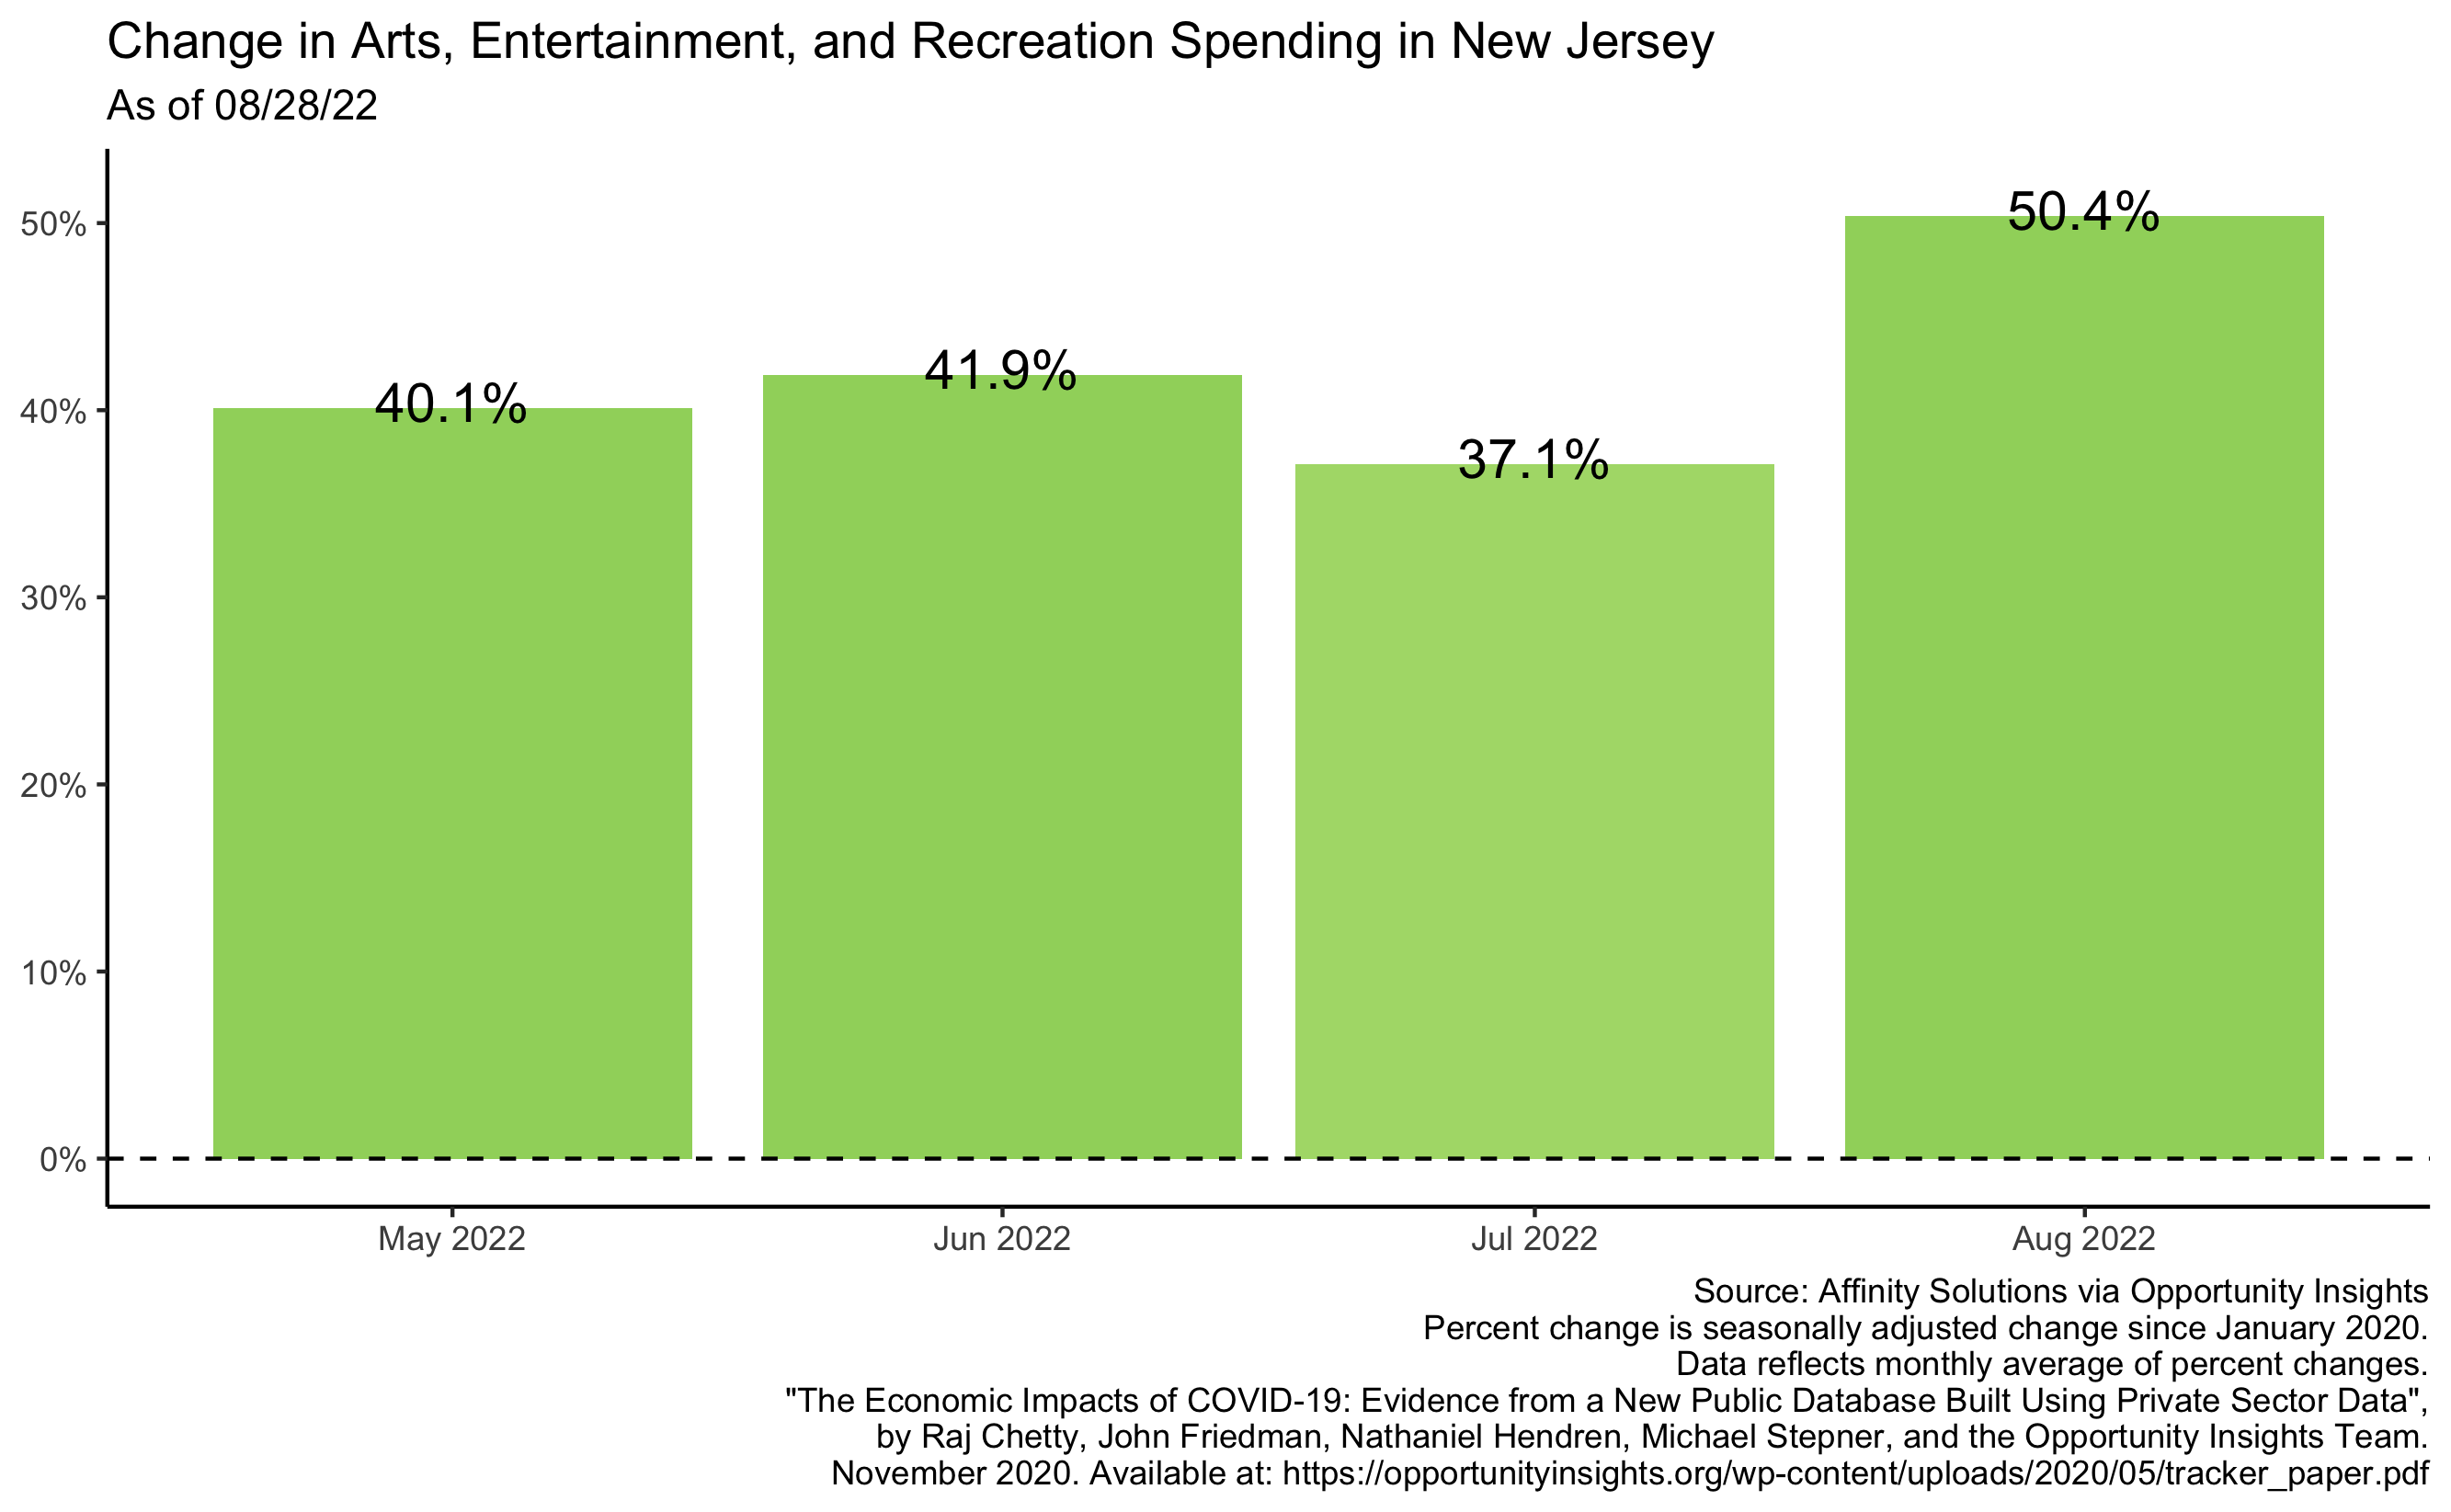 Change in Arts, Entertainment, and Recreation Spending in New Jersey
As of 08/28/22
50%
40%
30%
20%
10%
0%
40.1%
41.9%
37.1%
50.4%
May 2022
Jun 2022
Jul 2022
Aug 2022
Source: Affinity Solutions via Opportunity Insights
Percent change is seasonally adjusted change since January 2020.
Data reflects monthly average of percent changes.
"The Economic Impacts of COVID-19: Evidence from a New Public Database Built Using Private Sector Data",
by Raj Chetty, John Friedman, Nathaniel Hendren, Michael Stepner, and the Opportunity Insights Team.
November 2020. Available at: https://opportunityinsights.org/wp-content/uploads/2020/05/tracker_paper.pdf